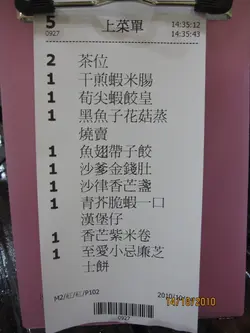 5 上菜單 14:35:12
0927 14:35:43
2 茶位
1 干煎蝦米腸
1 荀尖蝦餃皇
1 黑魚子花菇蒸
燒賣
1 魚翅帶子餃
1 沙爹金錢肚
1 沙律香芒盞
1 青芥脆蝦一口
漢堡仔
1 香芒紫米卷
1 至愛小忌廉芝
士餅
0927
10/18/2010